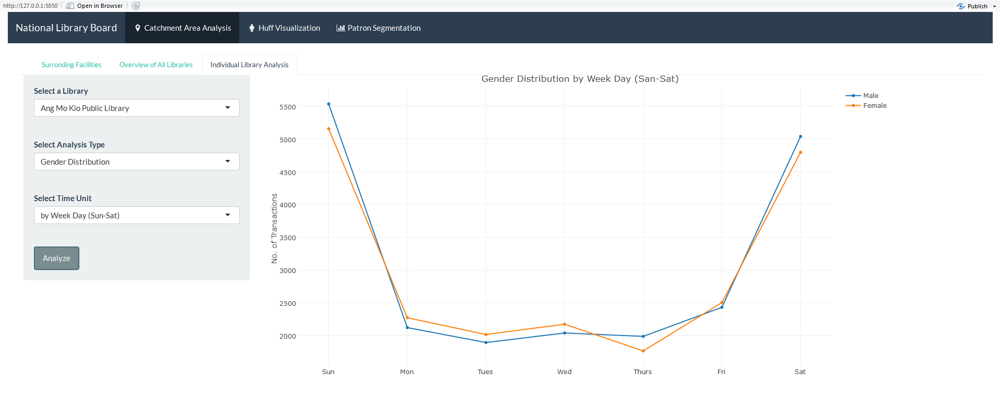 http://127.0.0.1:5850 Open in Browser Publish
National Library Board Catchment Area Analysis Huff Visualization Patron Segmentation
Surronding Facilities Overview of All Libraries Individual Library Analysis
Select a Library
Ang Mo Kio Public Library
Select Analysis Type
Gender Distribution
Select Time Unit
by Week Day (Sun-Sat)
Analyze
Gender Distribution by Week Day (San-Sat)
Male
Female
No. of Transactions
5500
5000
4500
4000
3500
3000
2500
2000
Sun Mon Tues Wed Thurs Fri Sat